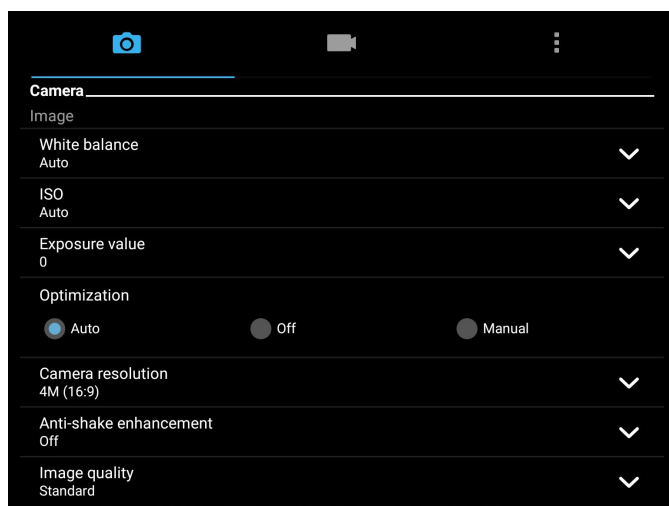 Camera
Image
White balance
Auto
ISO
Auto
Exposure value
0
Optimization
Auto Off Manual
Camera resolution
4M (16:9)
Anti-shake enhancement
Off
Image quality
Standard